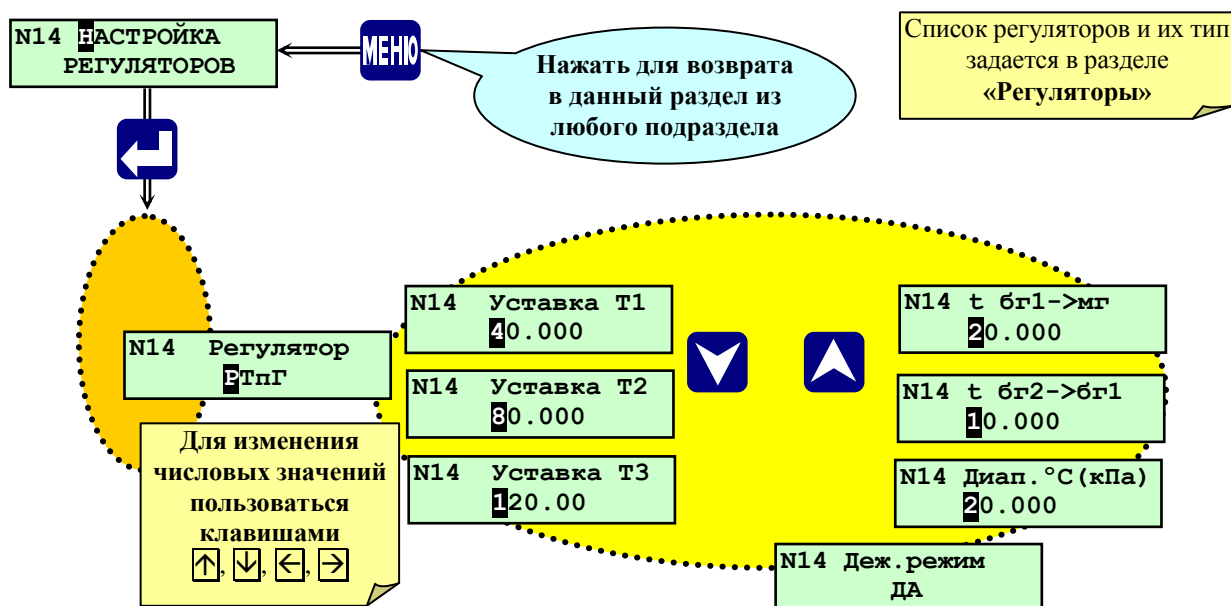 N14 НАСТРОЙКА
РЕГУЛЯТОРОВ
МЕНЮ
Нажать для возврата
в данный раздел из
любого подраздела
Список регуляторов и их тип
задается в разделе
«Регуляторы»
N14 Регулятор
РТпГ
N14 Уставка Т1
40.000
N14 Уставка Т2
80.000
N14 Уставка Т3
120.00
N14 t бг1->мг
20.000
N14 t бг2->бг1
10.000
N14 Диап.°С(кПа)
20.000
N14 Деж.режим
ДА
Для изменения
числовых значений
пользоваться
клавишами
↑, ↓, ←, →